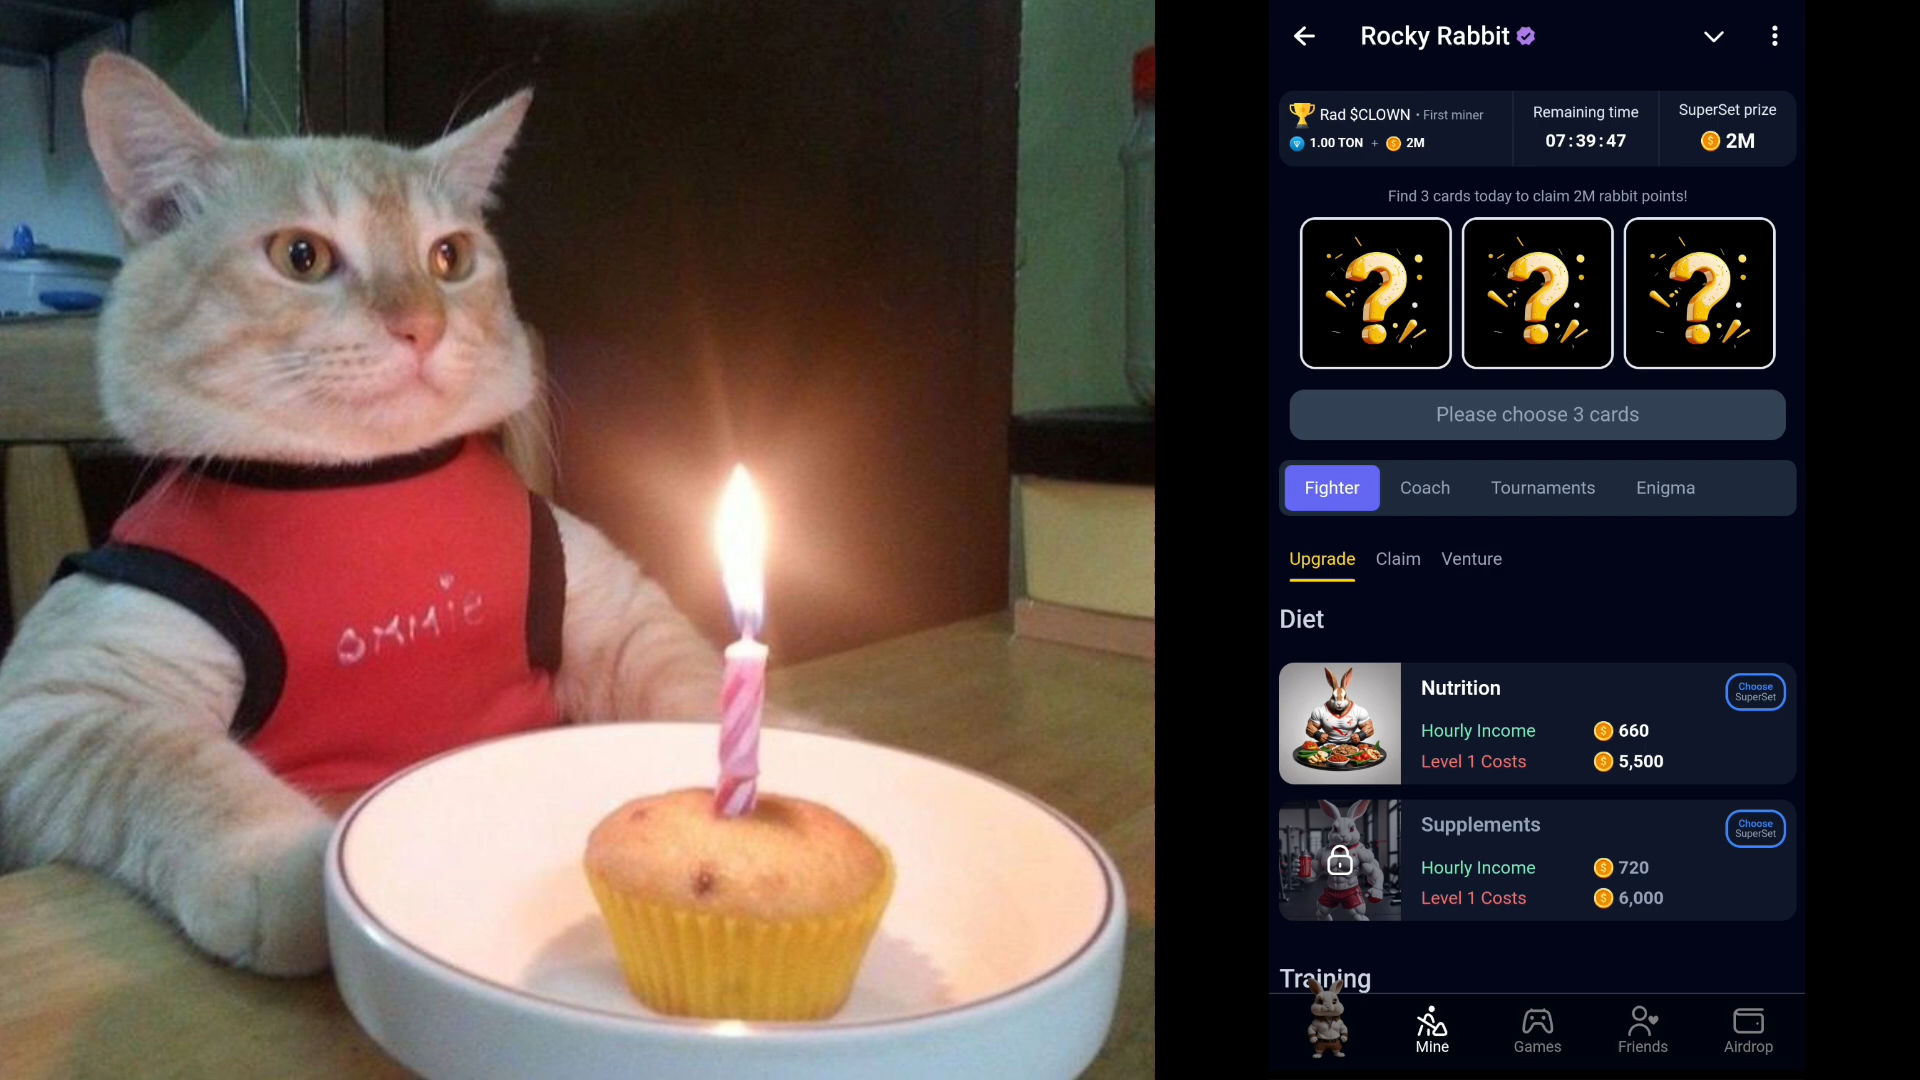 OMMiE
Rocky Rabbit
Rad $CLOWN • First miner
1.00 TON + 2M
Remaining time
07:39:47
SuperSet prize
2M
Find 3 cards today to claim 2M rabbit points!
? ? ?
Please choose 3 cards
Fighter Coach Tournaments Enigma
Upgrade Claim Venture
Diet
Nutrition
Choose
SuperSet
Hourly Income 660
Level 1 Costs 5,500
Supplements
Choose
SuperSet
Hourly Income 720
Level 1 Costs 6,000
Training
Mine Games Friends Airdrop